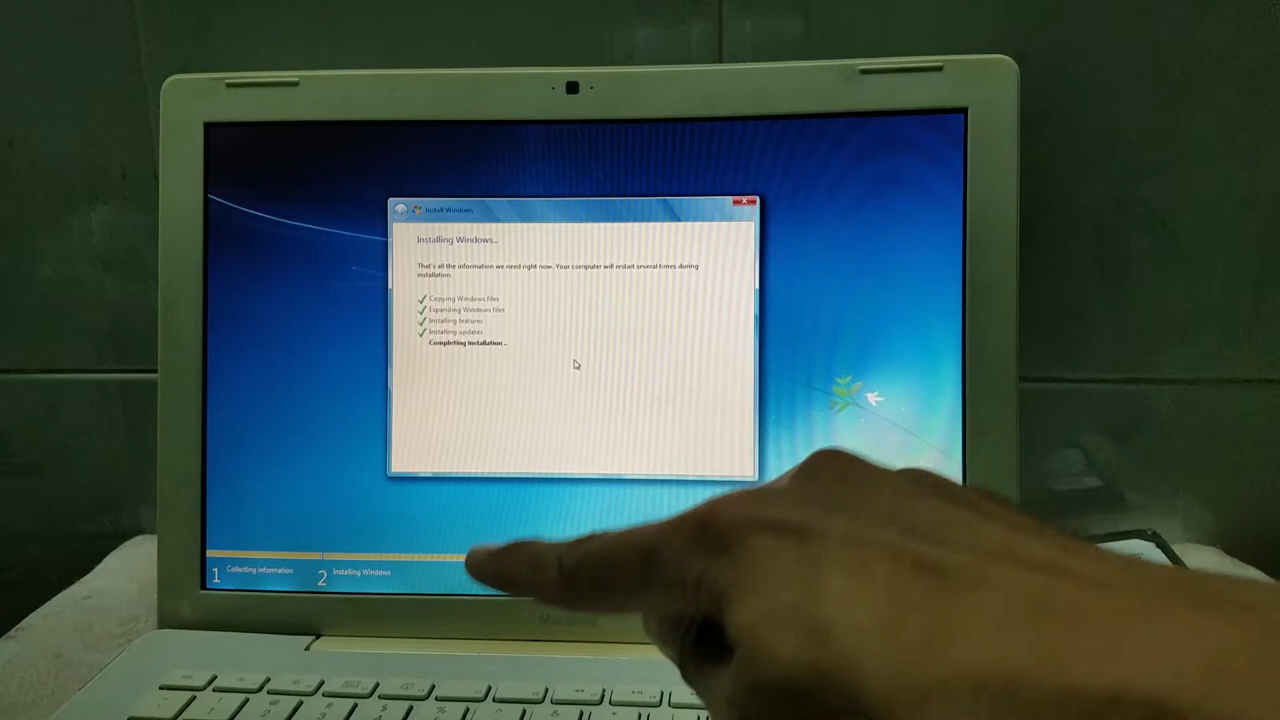 Install Windows
Installing Windows...
That's all the information we need right now. Your computer will restart several times during
installation.
Copying Windows files
Expanding Windows files
Installing features
Installing updates
Completing installation ..
1 Collecting information
2 Installing Windows
MacBook